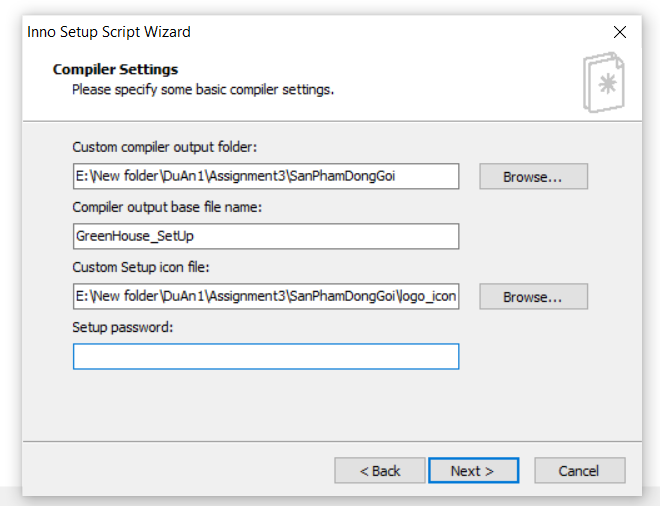 Inno Setup Script Wizard
Compiler Settings
Please specify some basic compiler settings.
Custom compiler output folder:
E:\New folder\DuAn1\Assignment3\SanPhamDongGoi
Browse...
Compiler output base file name:
GreenHouse_SetUp
Custom Setup icon file:
E:\New folder\DuAn1\Assignment3\SanPhamDongGoi\logo_icon
Browse...
Setup password:
< Back
Next >
Cancel